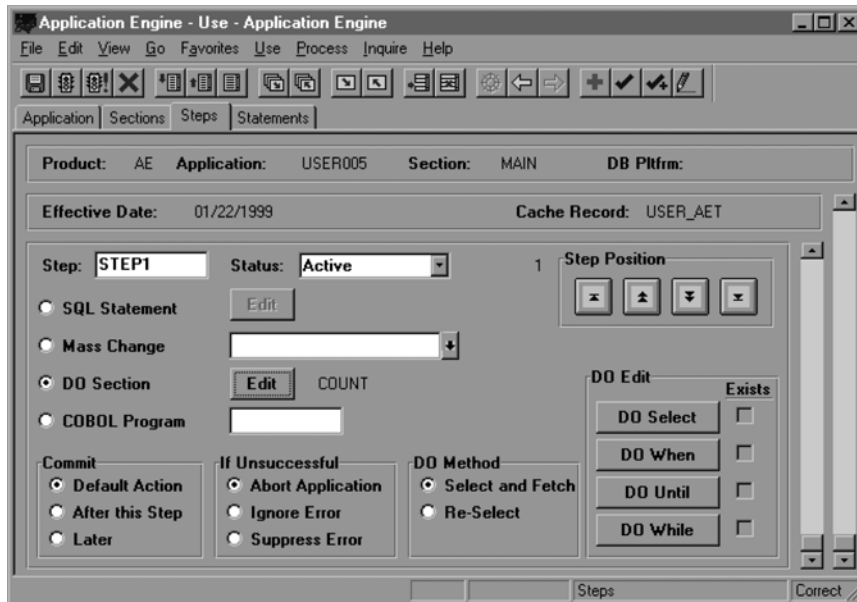 Application Engine - Use - Application Engine
File Edit View Go Favorites Use Process Inquire Help
Application Sections Steps Statements
Product: AE Application: USER005 Section: MAIN DB Pltfrm:
Effective Date: 01/22/1999 Cache Record: USER_AET
Step: STEP1 Status: Active 1 Step Position
SQL Statement Edit
Mass Change
DO Section Edit COUNT
COBOL Program
DO Edit Exists
DO Select
DO When
DO Until
DO While
Commit
Default Action
After this Step
Later
If Unsuccessful
Abort Application
Ignore Error
Suppress Error
DO Method
Select and Fetch
Re-Select
Steps Correct